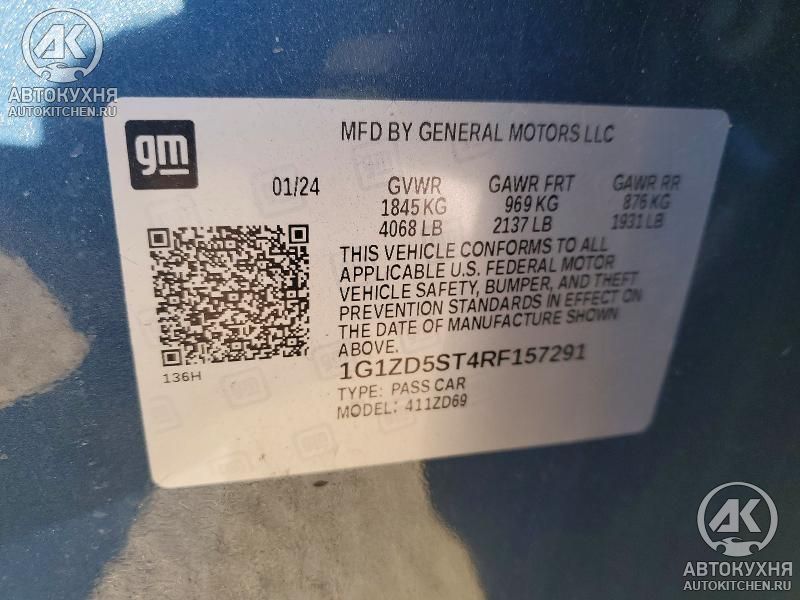 AK
АВТОКУХНЯ
AUTOKITCHEN.RU
gm
MFD BY GENERAL MOTORS LLC
01/24
GVWR GAWR FRT GAWR RR
1845 KG 969 KG 876 KG
4068 LB 2137 LB 1931 LB
THIS VEHICLE CONFORMS TO ALL
APPLICABLE U.S. FEDERAL MOTOR
VEHICLE SAFETY, BUMPER, AND THEFT
PREVENTION STANDARDS IN EFFECT ON
THE DATE OF MANUFACTURE SHOWN
ABOVE.
136H
1G1ZD5ST4RF157291
TYPE: PASS CAR
MODEL: 411ZD69
AK
АВТОКУХНЯ
AUTOKITCHEN.RU